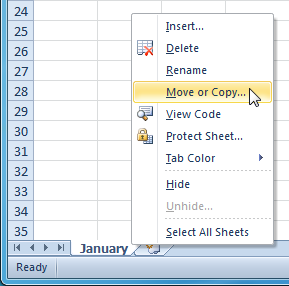 24
Insert...
25
Delete
26
Rename
27
28
Move or Copy...
29
View Code
30
Protect Sheet...
31
Tab Color
32
Hide
33
Unhide...
34
35
Select All Sheets
January
Ready